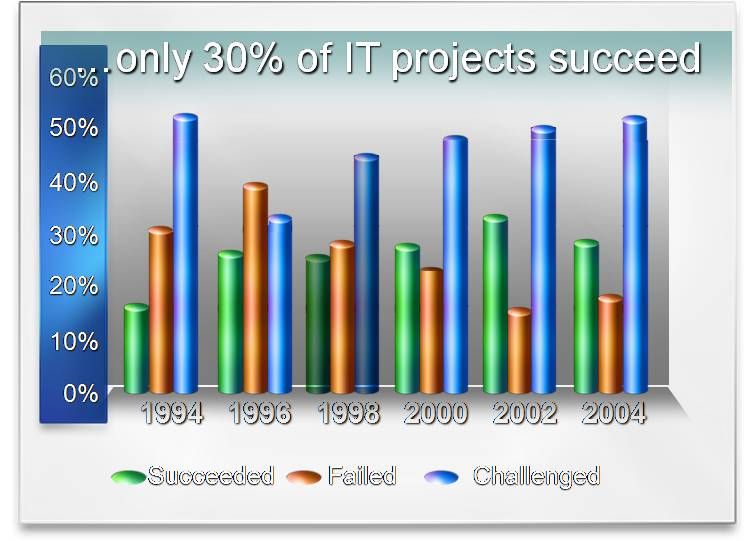 ...only 30% of IT projects succeed
60%
50%
40%
30%
20%
10%
0%
1994 1996 1998 2000 2002 2004
Succeeded Failed Challenged